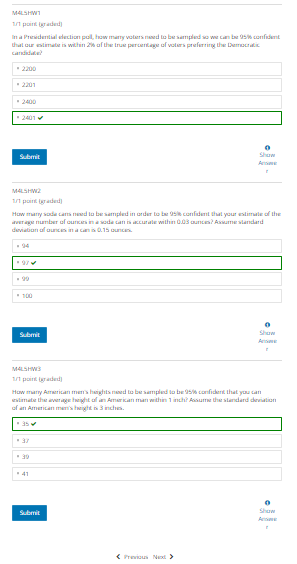 M4L5HW1
1/1 point (graded)
In a Presidential election poll, how many voters need to be sampled so we can be 95% confident
that our estimate is within 2% of the true percentage of voters preferring the Democratic
candidate?
2200
2201
2400
2401 ✔
Submit
Show
Answe
r
M4L5HW2
1/1 point (graded)
How many soda cans need to be sampled in order to be 95% confident that your estimate of the
average number of ounces in a soda can is accurate within 0.03 ounces? Assume standard
deviation of ounces in a can is 0.15 ounces.
94
97 ✔
99
100
Submit
Show
Answe
r
M4L5HW3
1/1 point (graded)
How many American men's heights need to be sampled to be 95% confident that you can
estimate the average height of an American man within 1 inch? Assume the standard deviation
of an American men's height is 3 inches.
35 ✔
37
39
41
Submit
Show
Answe
r
Previous Next